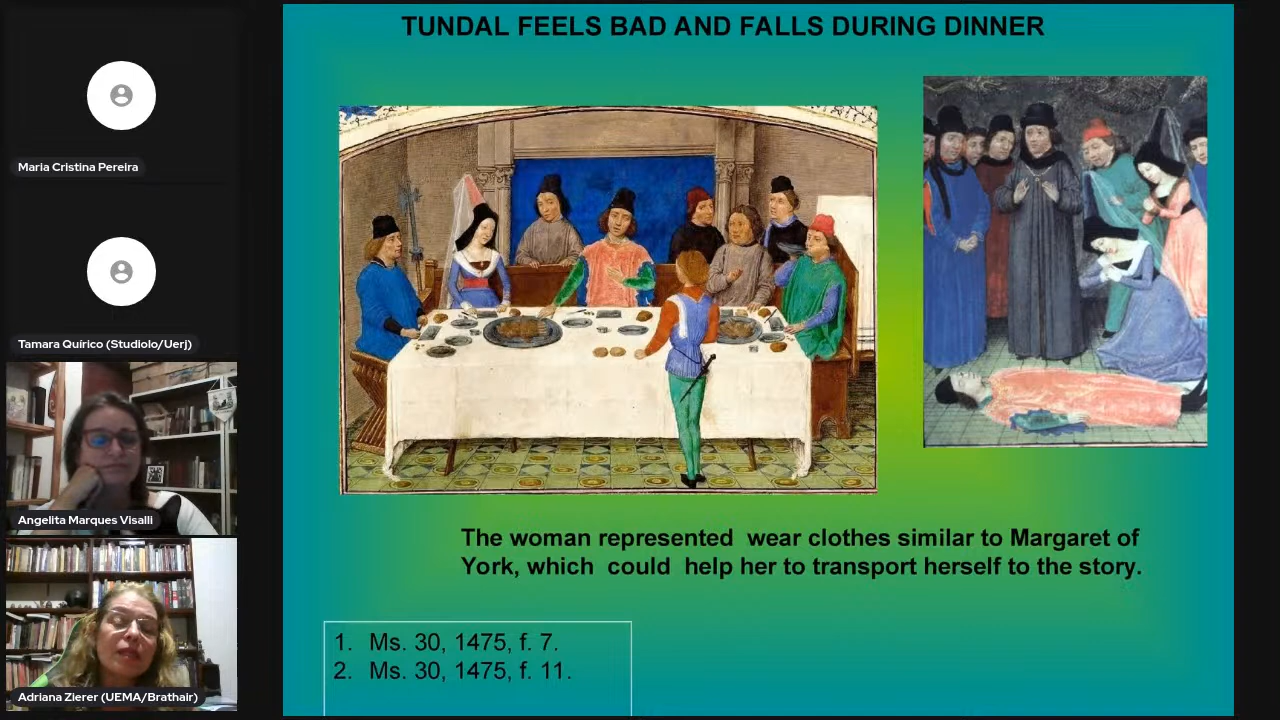 Maria Cristina Pereira
Tamara Quírico (Studiolo/Uerj)
Angelita Marques Visalli
Adriana Zierer (UEMA/Brathair)
TUNDAL FEELS BAD AND FALLS DURING DINNER
The woman represented wear clothes similar to Margaret of
York, which could help her to transport herself to the story.
1. Ms. 30, 1475, f. 7.
2. Ms. 30, 1475, f. 11.